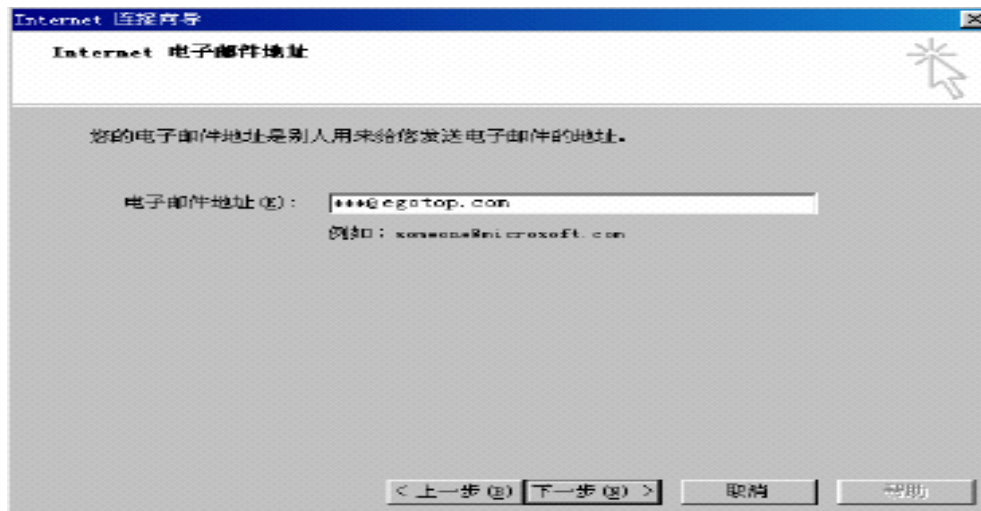 Internet 连接向导
Internet 电子邮件地址
您的电子邮件地址是别人用来给您发送电子邮件的地址。
电子邮件地址(E): ***@egotop.com
例如：someone@microsoft.com
< 上一步(B) 下一步(N) > 取消 帮助